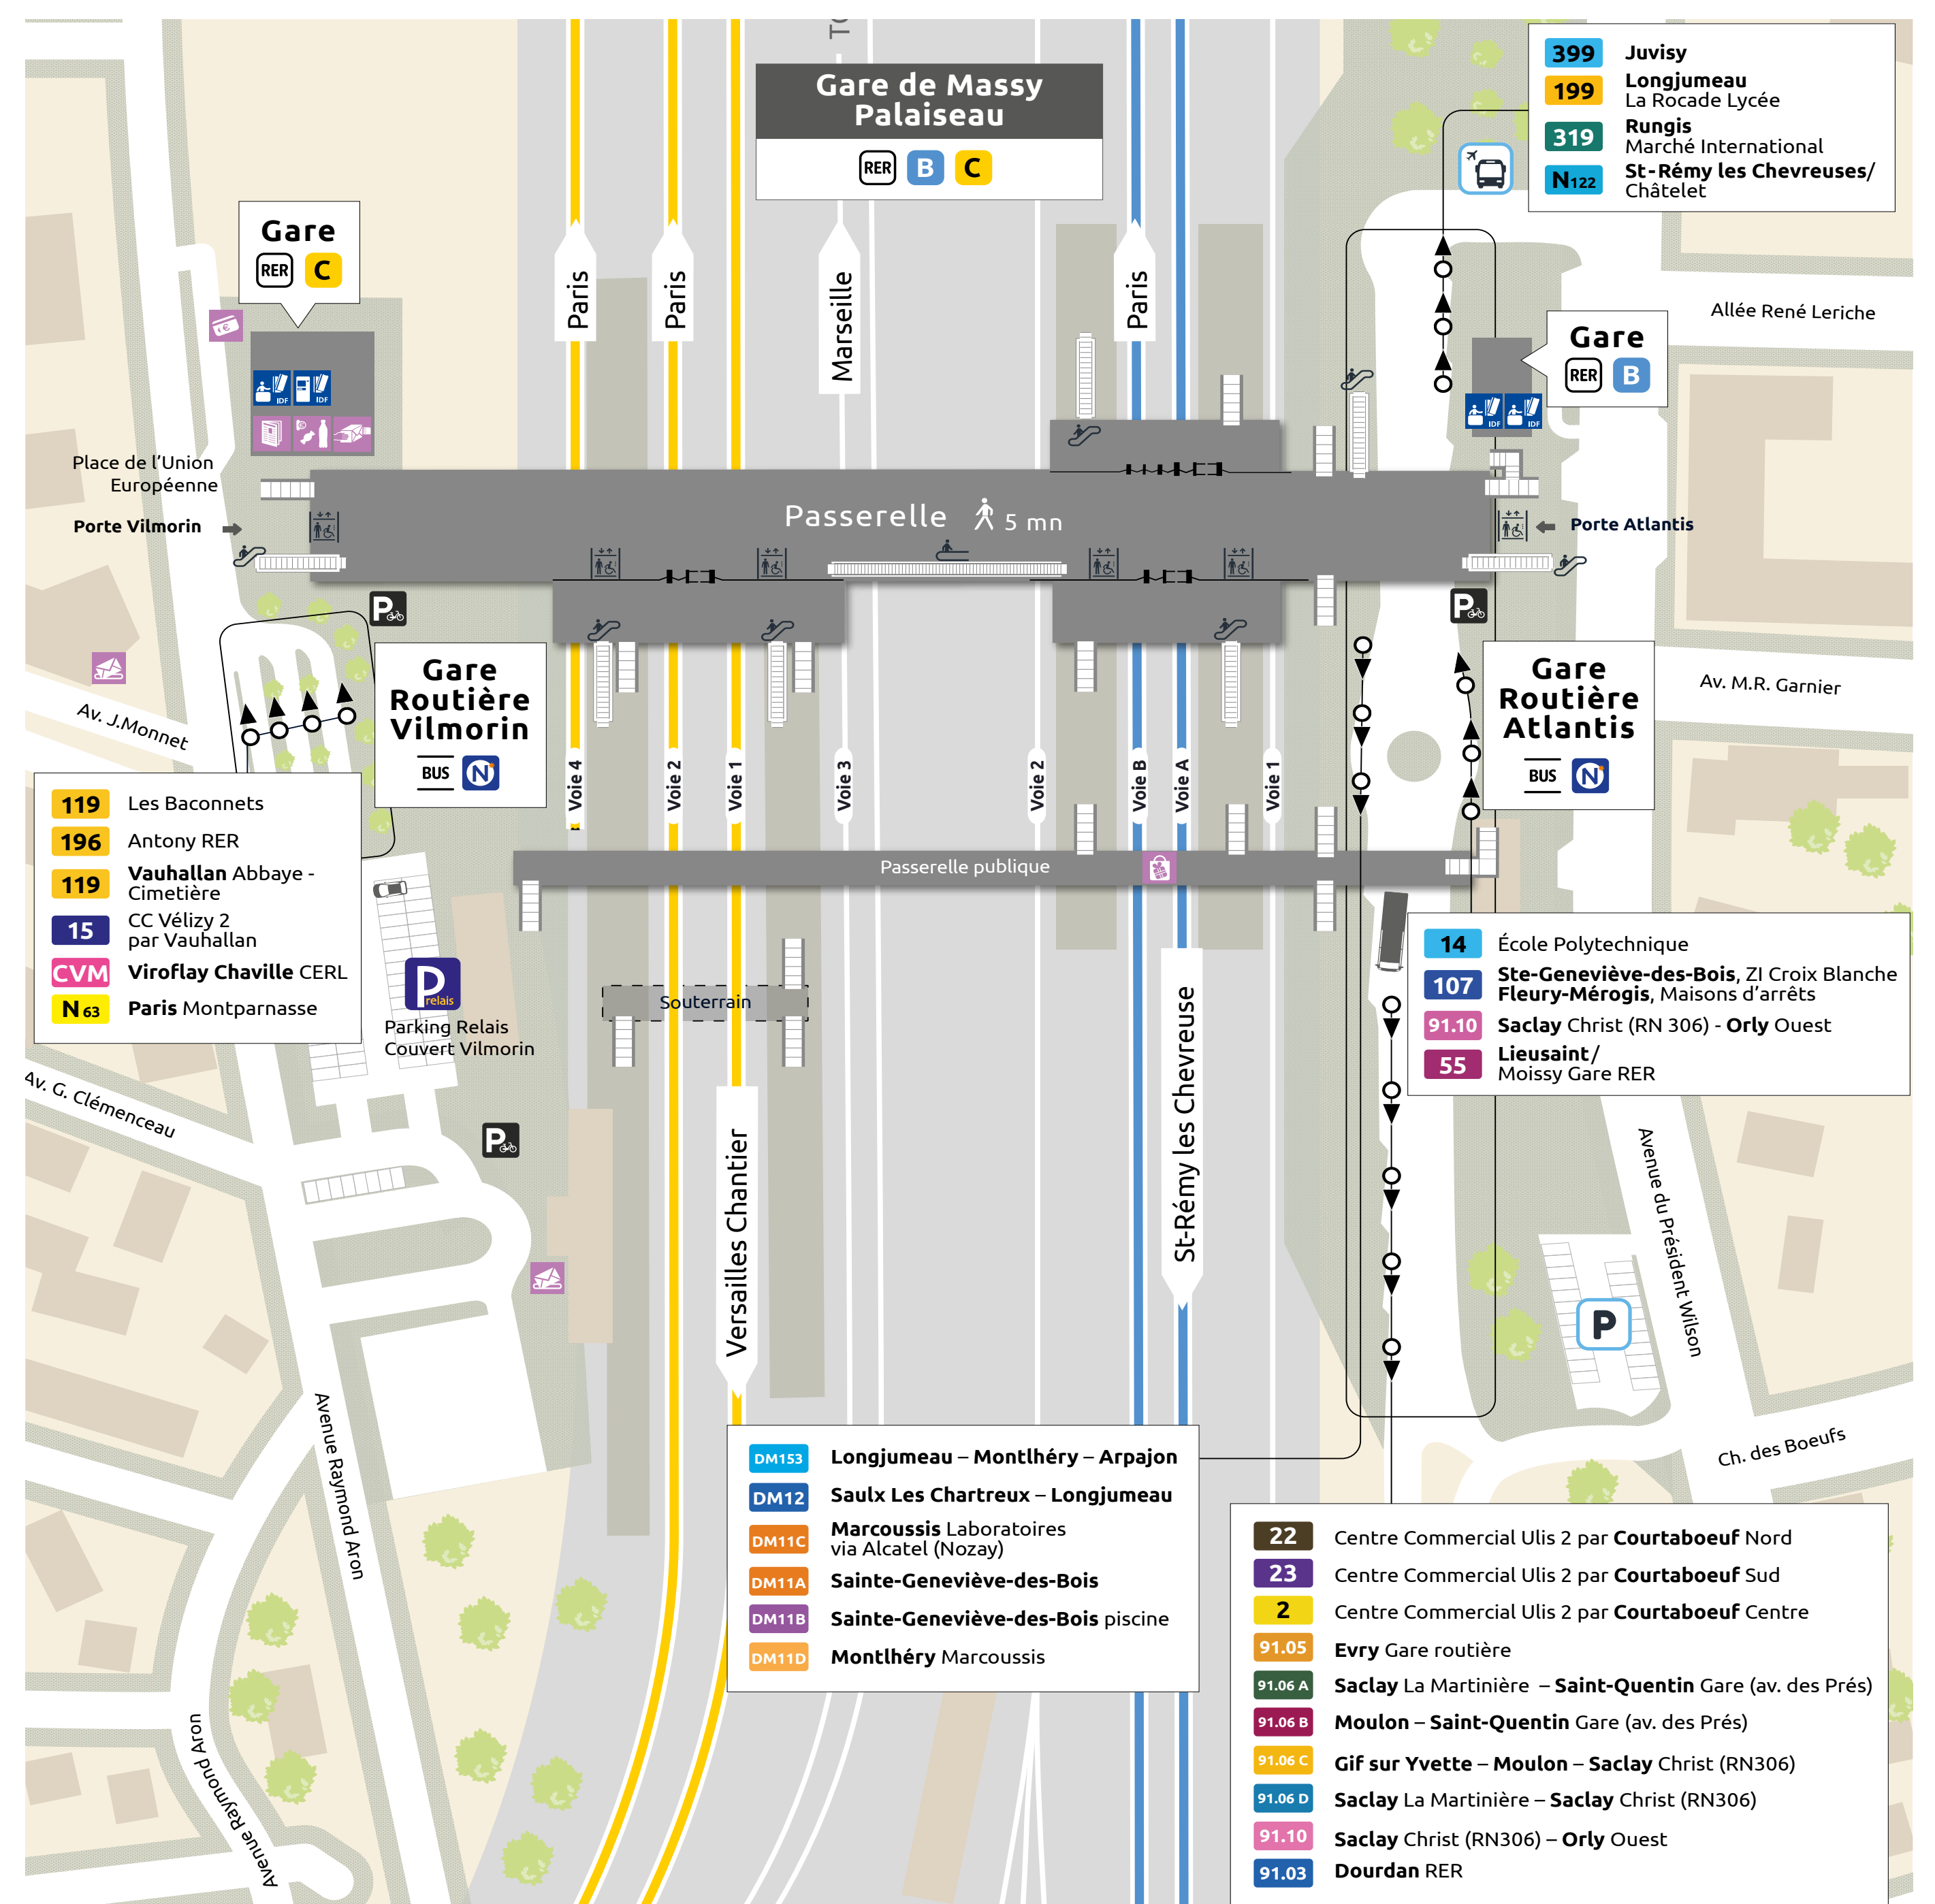 Gare de Massy
Palaiseau
RER B C
399 Juvisy
199 Longjumeau
La Rocade Lycée
319 Rungis
Marché International
N122 St-Rémy les Chevreuses/
Châtelet
Gare
RER C
Paris
Paris
Marseille
Paris
Allée René Leriche
Gare
RER B
IDF
IDF
IDF
IDF
Place de l'Union
Européenne
Porte Vilmorin
Passerelle 5 mn
Porte Atlantis
P
P
Gare
Routière
Vilmorin
BUS N
Gare
Routière
Atlantis
BUS N
Av. J.Monnet
Av. M.R. Garnier
Voie 4
Voie 2
Voie 1
Voie 3
Voie 2
Voie B
Voie A
Voie 1
119 Les Baconnets
196 Antony RER
119 Vauhallan Abbaye -
Cimetière
15 CC Vélizy 2
par Vauhallan
CVM Viroflay Chaville CERL
N63 Paris Montparnasse
Passerelle publique
14 École Polytechnique
107 Ste-Geneviève-des-Bois, ZI Croix Blanche
Fleury-Mérogis, Maisons d'arrêts
91.10 Saclay Christ (RN 306) - Orly Ouest
55 Lieusaint/
Moissy Gare RER
P
relais
Parking Relais
Couvert Vilmorin
Souterrain
Av. G. Clémenceau
P
Versailles Chantier
St-Rémy les Chevreuse
Avenue du Président Wilson
P
Avenue Raymond Aron
Ch. des Boeufs
DM153 Longjumeau – Montlhéry – Arpajon
DM12 Saulx Les Chartreux – Longjumeau
DM11C Marcoussis Laboratoires
via Alcatel (Nozay)
DM11A Sainte-Geneviève-des-Bois
DM11B Sainte-Geneviève-des-Bois piscine
DM11D Montlhéry Marcoussis
22 Centre Commercial Ulis 2 par Courtaboeuf Nord
23 Centre Commercial Ulis 2 par Courtaboeuf Sud
2 Centre Commercial Ulis 2 par Courtaboeuf Centre
91.05 Evry Gare routière
91.06 A Saclay La Martinière – Saint-Quentin Gare (av. des Prés)
91.06 B Moulon – Saint-Quentin Gare (av. des Prés)
91.06 C Gif sur Yvette – Moulon – Saclay Christ (RN306)
91.06 D Saclay La Martinière – Saclay Christ (RN306)
91.10 Saclay Christ (RN306) – Orly Ouest
91.03 Dourdan RER
Avenue Raymond Aron